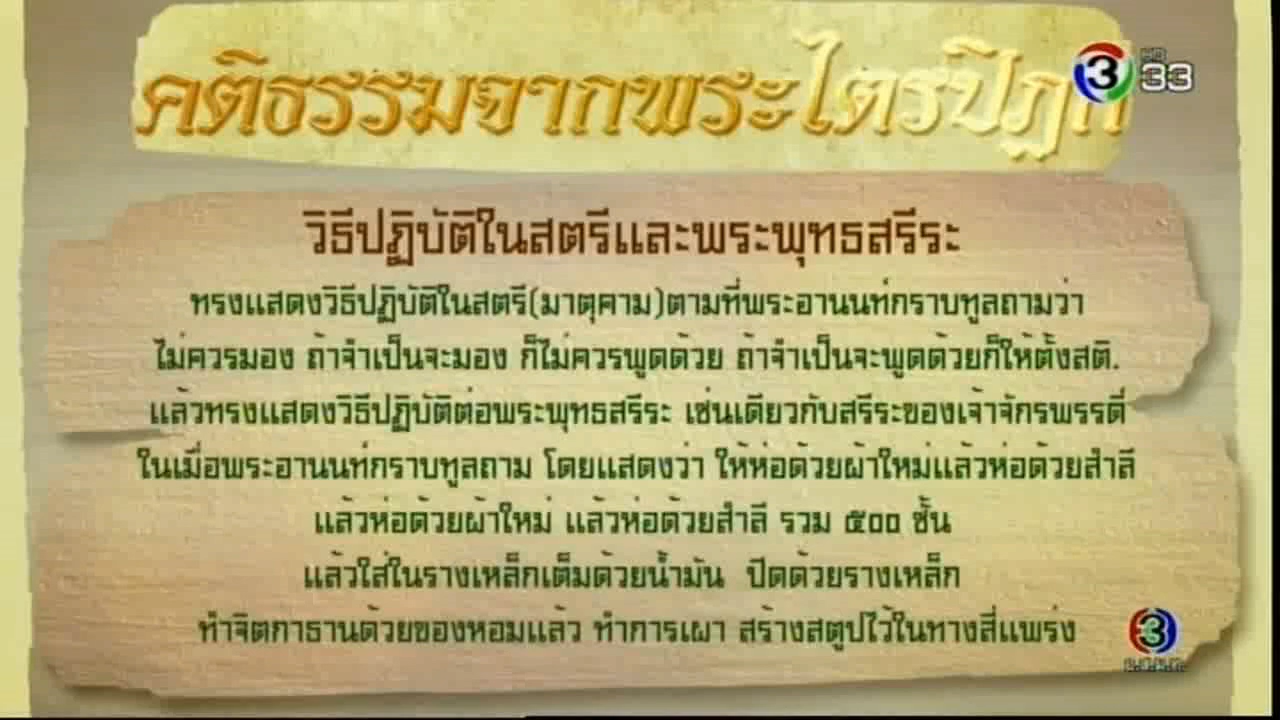 คติธรรมจากพระไตรปิฎก
3 HD 33
วิธีปฏิบัติในสตรีและพระพุทธสรีระ
ทรงแสดงวิธีปฏิบัติในสตรี(มาตุคาม)ตามที่พระอานนท์กราบทูลถามว่า
ไม่ควรมอง ถ้าจำเป็นจะมอง ก็ไม่ควรพูดด้วย ถ้าจำเป็นจะพูดด้วยก็ให้ตั้งสติ.
แล้วทรงแสดงวิธีปฏิบัติต่อพระพุทธสรีระ เช่นเดียวกับสรีระของเจ้าจักรพรรดิ์
ในเมื่อพระอานนท์กราบทูลถาม โดยแสดงว่า ให้ห่อด้วยผ้าใหม่แล้วห่อด้วยสำลี
แล้วห่อด้วยผ้าใหม่ แล้วห่อด้วยสำลี รวม ๕๐๐ ชั้น
แล้วใส่ในรางเหล็กเต็มด้วยน้ำมัน ปิดด้วยรางเหล็ก
ทำจิตกาธานด้วยของหอมแล้ว ทำการเผา สร้างสตูปไว้ในทางสี่แพร่ง
3